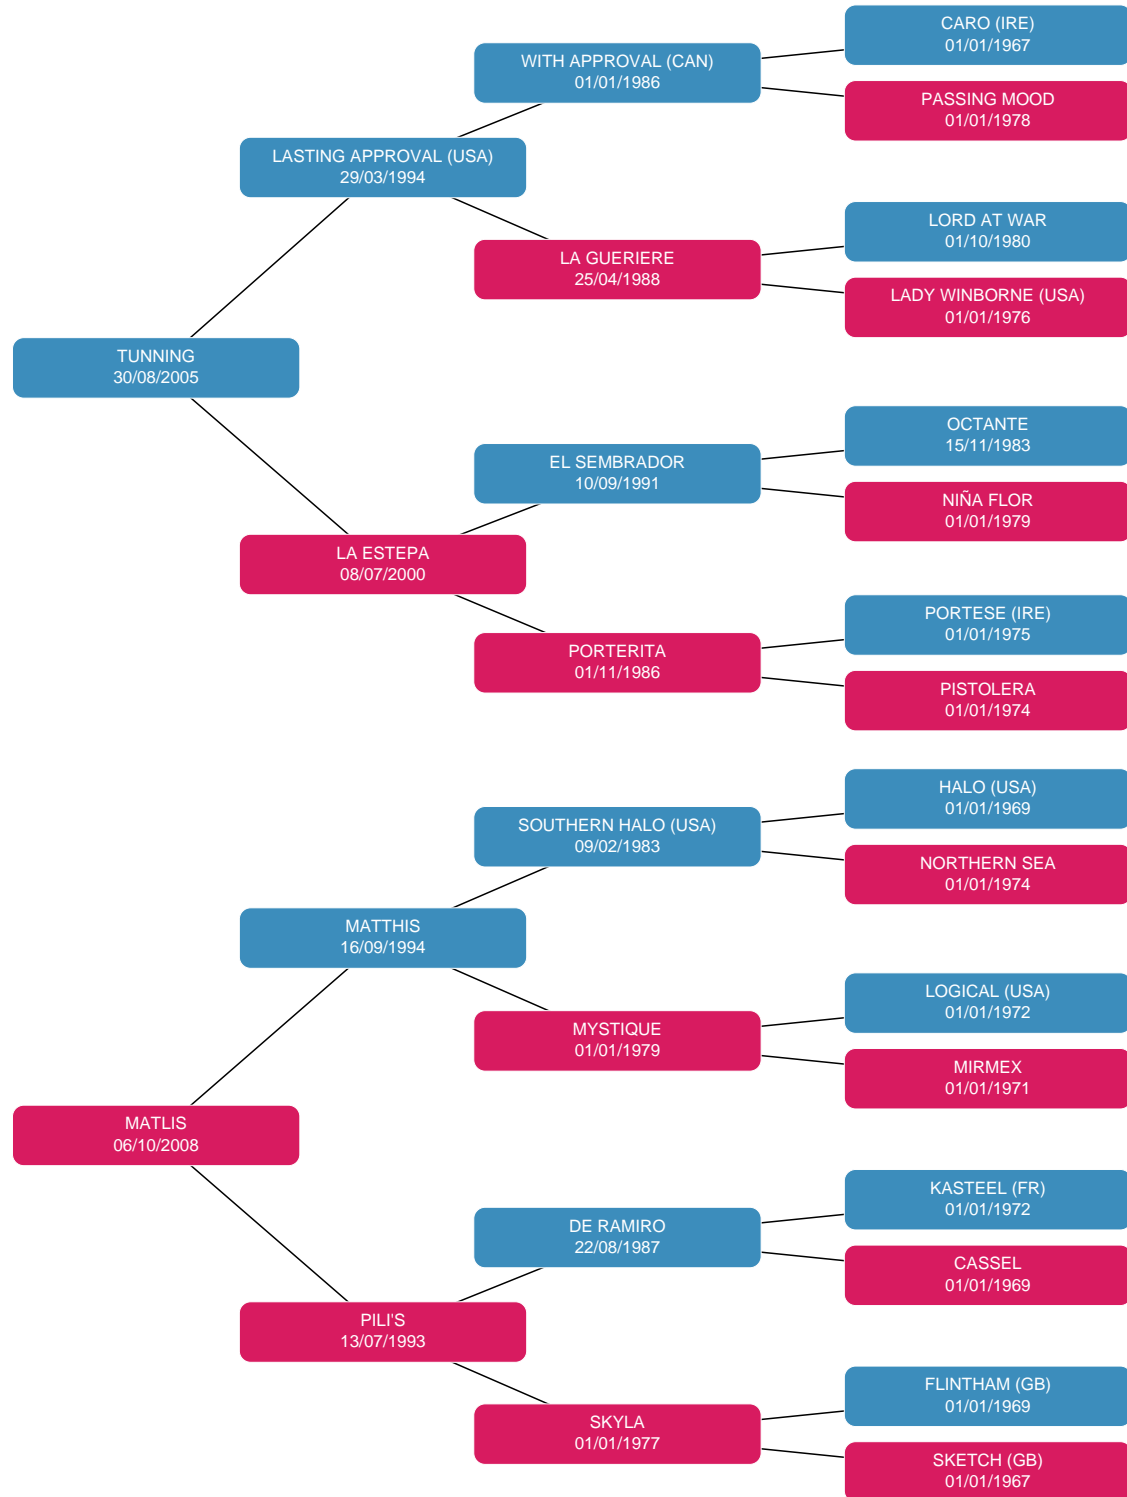 CARO (IRE)
01/01/1967
WITH APPROVAL (CAN)
01/01/1986
PASSING MOOD
01/01/1978
LASTING APPROVAL (USA)
29/03/1994
LORD AT WAR
01/10/1980
LA GUERIERE
25/04/1988
LADY WINBORNE (USA)
01/01/1976
TUNNING
30/08/2005
OCTANTE
15/11/1983
EL SEMBRADOR
10/09/1991
NIÑA FLOR
01/01/1979
LA ESTEPA
08/07/2000
PORTESE (IRE)
01/01/1975
PORTERITA
01/11/1986
PISTOLERA
01/01/1974
HALO (USA)
01/01/1969
SOUTHERN HALO (USA)
09/02/1983
NORTHERN SEA
01/01/1974
MATTHIS
16/09/1994
LOGICAL (USA)
01/01/1972
MYSTIQUE
01/01/1979
MIRMEX
01/01/1971
MATLIS
06/10/2008
KASTEEL (FR)
01/01/1972
DE RAMIRO
22/08/1987
CASSEL
01/01/1969
PILI'S
13/07/1993
FLINTHAM (GB)
01/01/1969
SKYLA
01/01/1977
SKETCH (GB)
01/01/1967